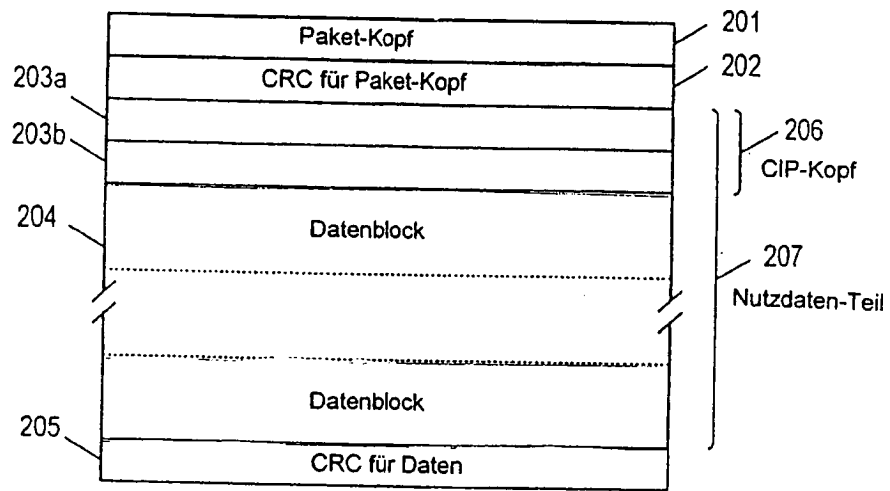 Paket-Kopf
201
CRC für Paket-Kopf
202
203a
203b
206
CIP-Kopf
204
Datenblock
207
Nutzdaten-Teil
Datenblock
205
CRC für Daten